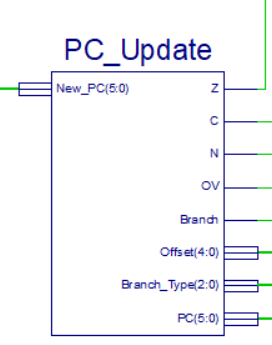 PC_Update
New_PC(5:0) Z
C
N
OV
Branch
Offset(4:0)
Branch_Type(2:0)
PC(5:0)